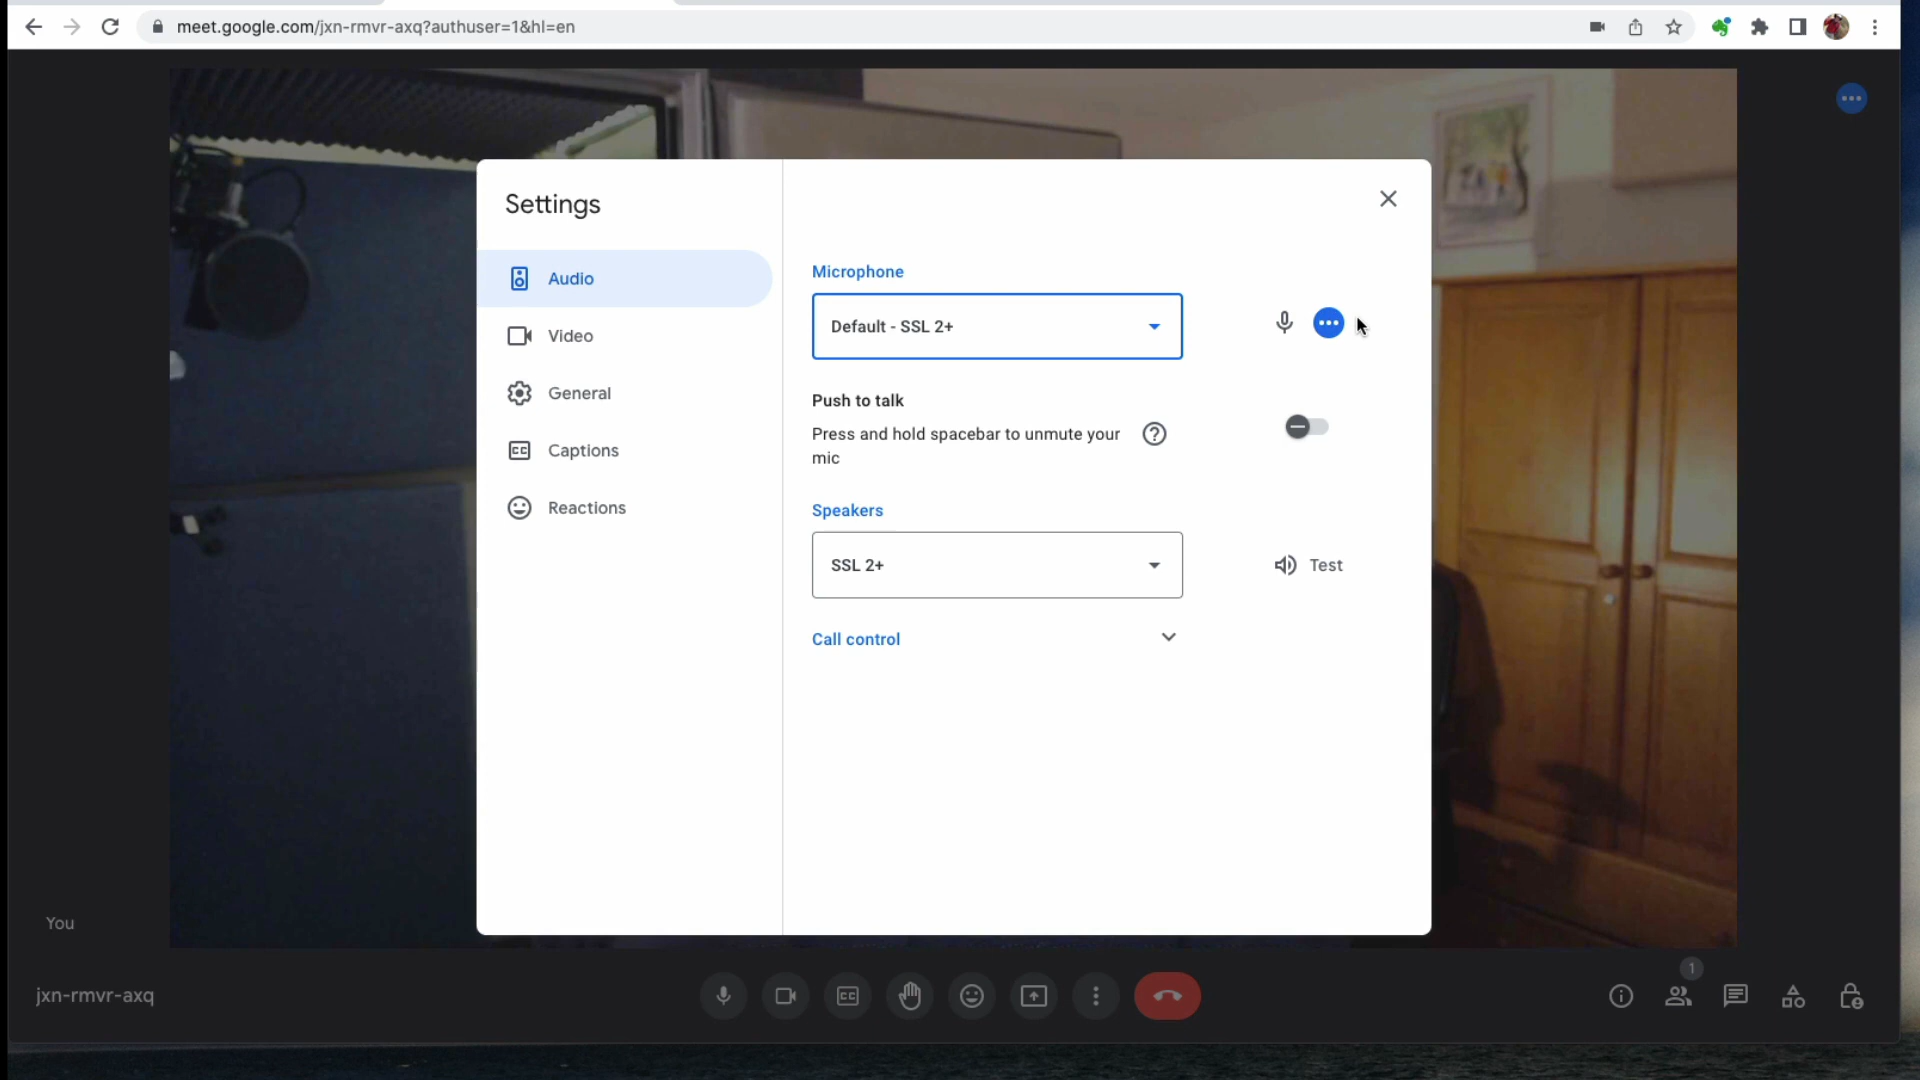 meet.google.com/jxn-rmvr-axq?authuser=1&hl=en
Settings
Audio
Video
General
Captions
Reactions
Microphone
Default - SSL 2+
Push to talk
Press and hold spacebar to unmute your
mic
Speakers
SSL 2+
Test
Call control
You
jxn-rmvr-axq
CC
1